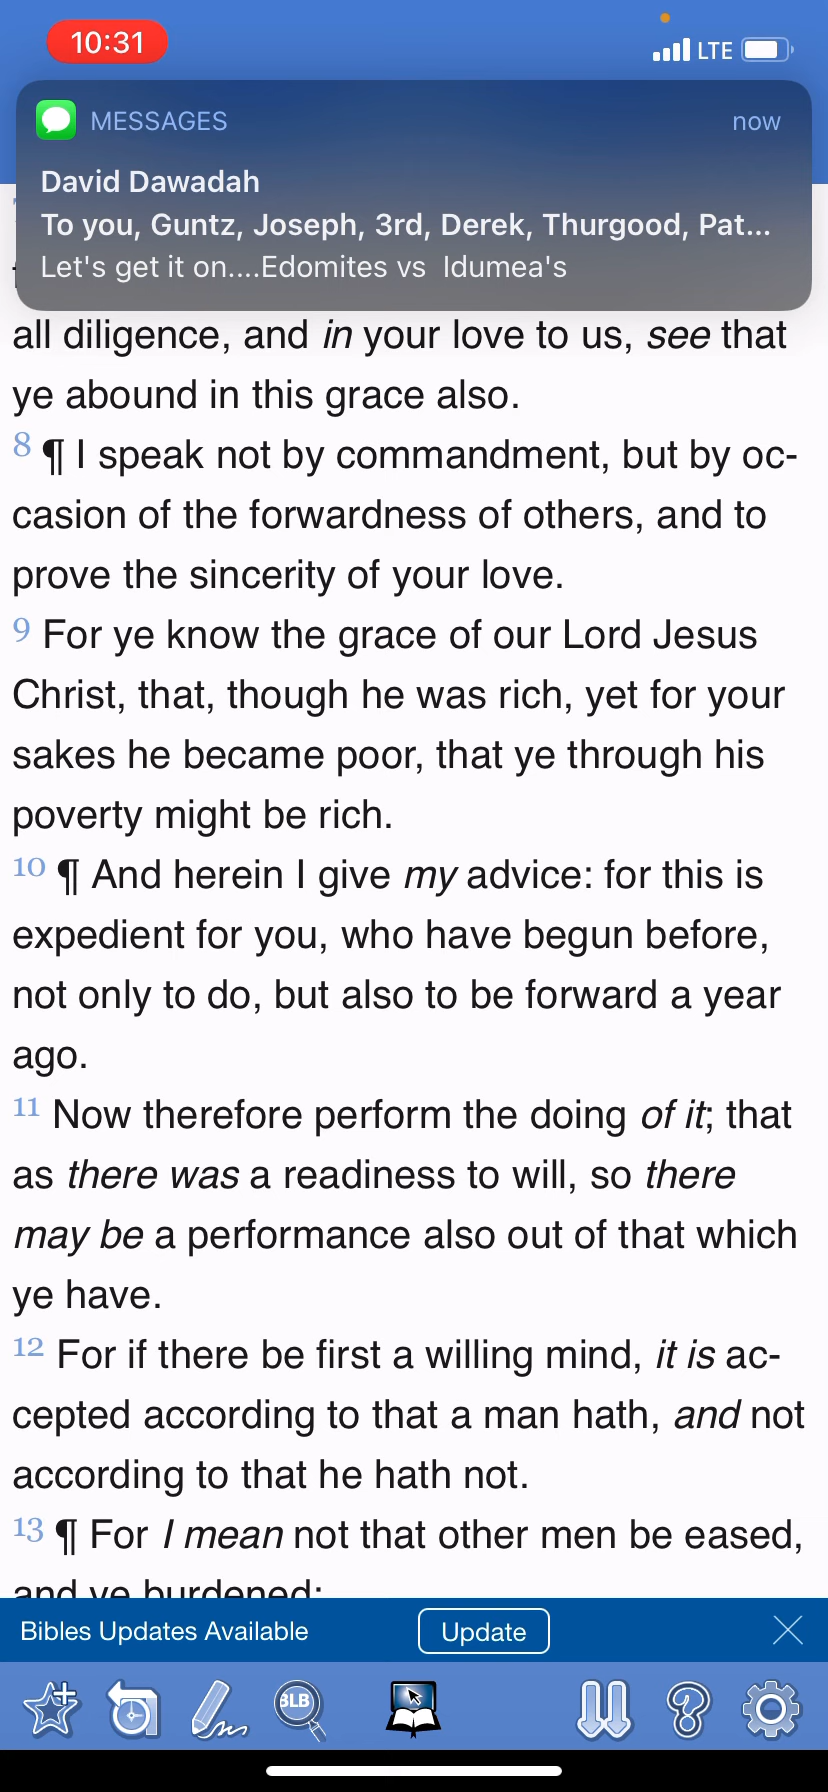 10:31
LTE
MESSAGES
now
David Dawadah
To you, Guntz, Joseph, 3rd, Derek, Thurgood, Pat...
Let's get it on....Edomites vs Idumea's
all diligence, and in your love to us, see that
ye abound in this grace also.
8 ¶ I speak not by commandment, but by oc-
casion of the forwardness of others, and to
prove the sincerity of your love.
9 For ye know the grace of our Lord Jesus
Christ, that, though he was rich, yet for your
sakes he became poor, that ye through his
poverty might be rich.
10 ¶ And herein I give my advice: for this is
expedient for you, who have begun before,
not only to do, but also to be forward a year
ago.
11 Now therefore perform the doing of it; that
as there was a readiness to will, so there
may be a performance also out of that which
ye have.
12 For if there be first a willing mind, it is ac-
cepted according to that a man hath, and not
according to that he hath not.
13 ¶ For I mean not that other men be eased,
and ye burdened:
Bibles Updates Available
Update
BLB